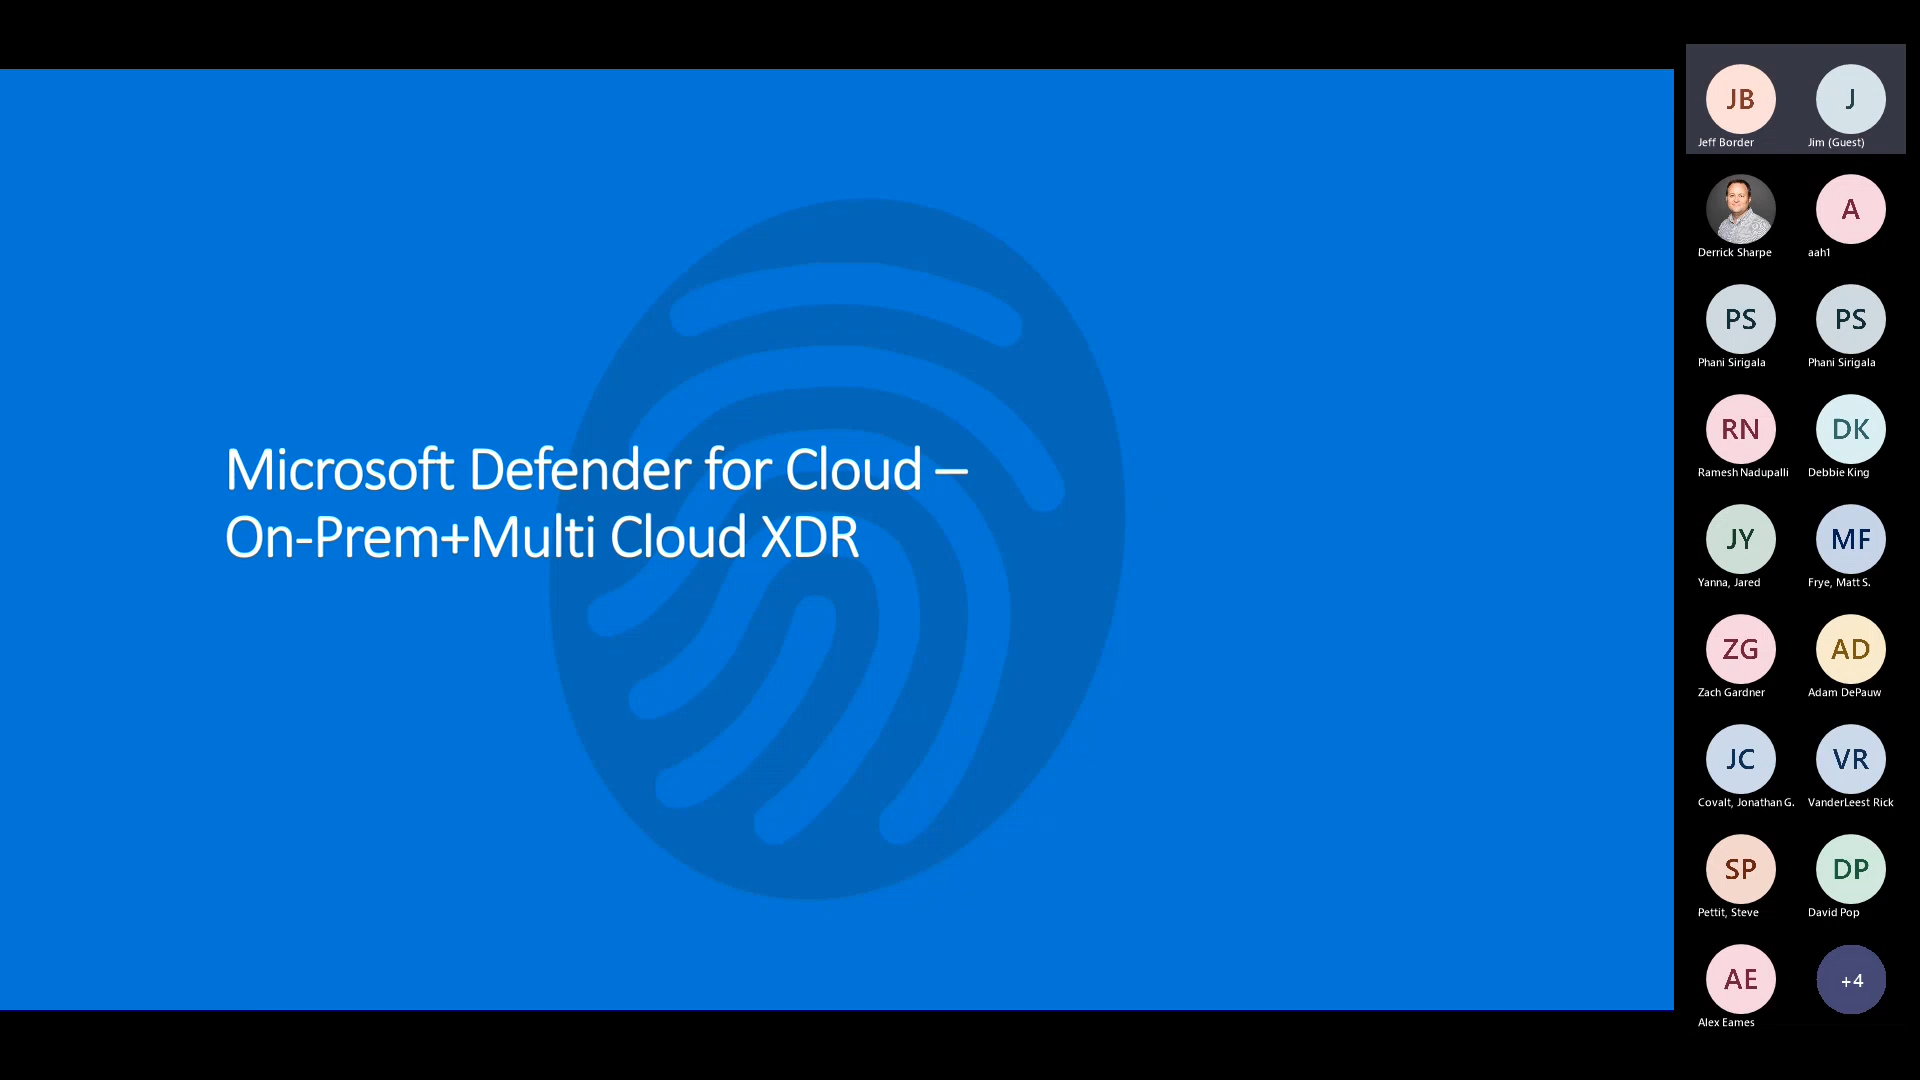 Microsoft Defender for Cloud –
On-Prem+Multi Cloud XDR
JB
Jeff Border
J
Jim (Guest)
Derrick Sharpe
A
aah1
PS
Phani Sirigala
PS
Phani Sirigala
RN
Ramesh Nadupalli
DK
Debbie King
JY
Yanna, Jared
MF
Frye, Matt S.
ZG
Zach Gardner
AD
Adam DePauw
JC
Covalt, Jonathan G.
VR
VanderLeest Rick
SP
Pettit, Steve
DP
David Pop
AE
Alex Eames
+4